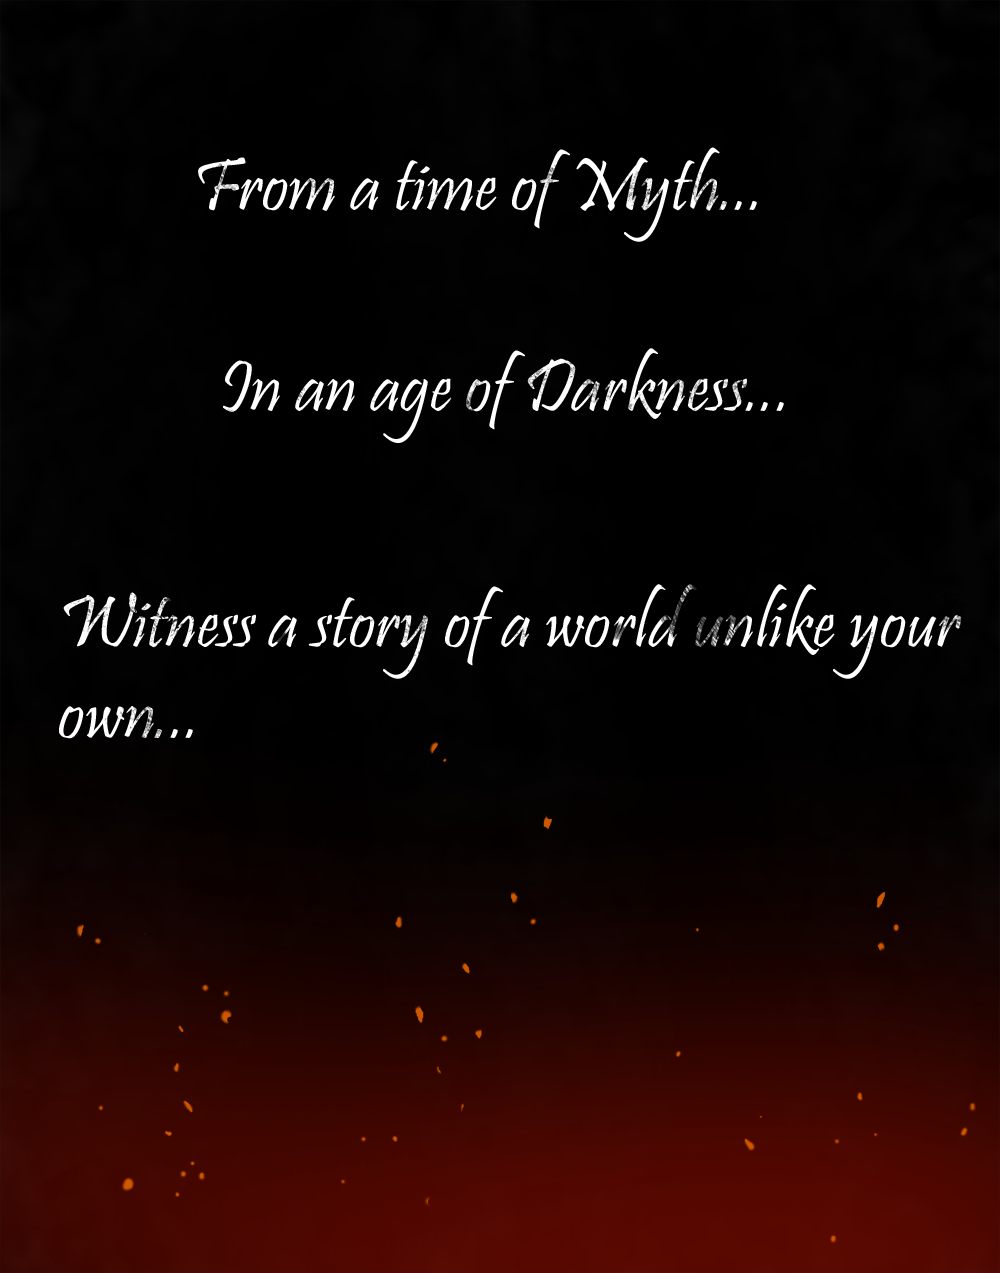 From a time of Myth...
In an age of Darkness...
Witness a story of a world unlike your
own...